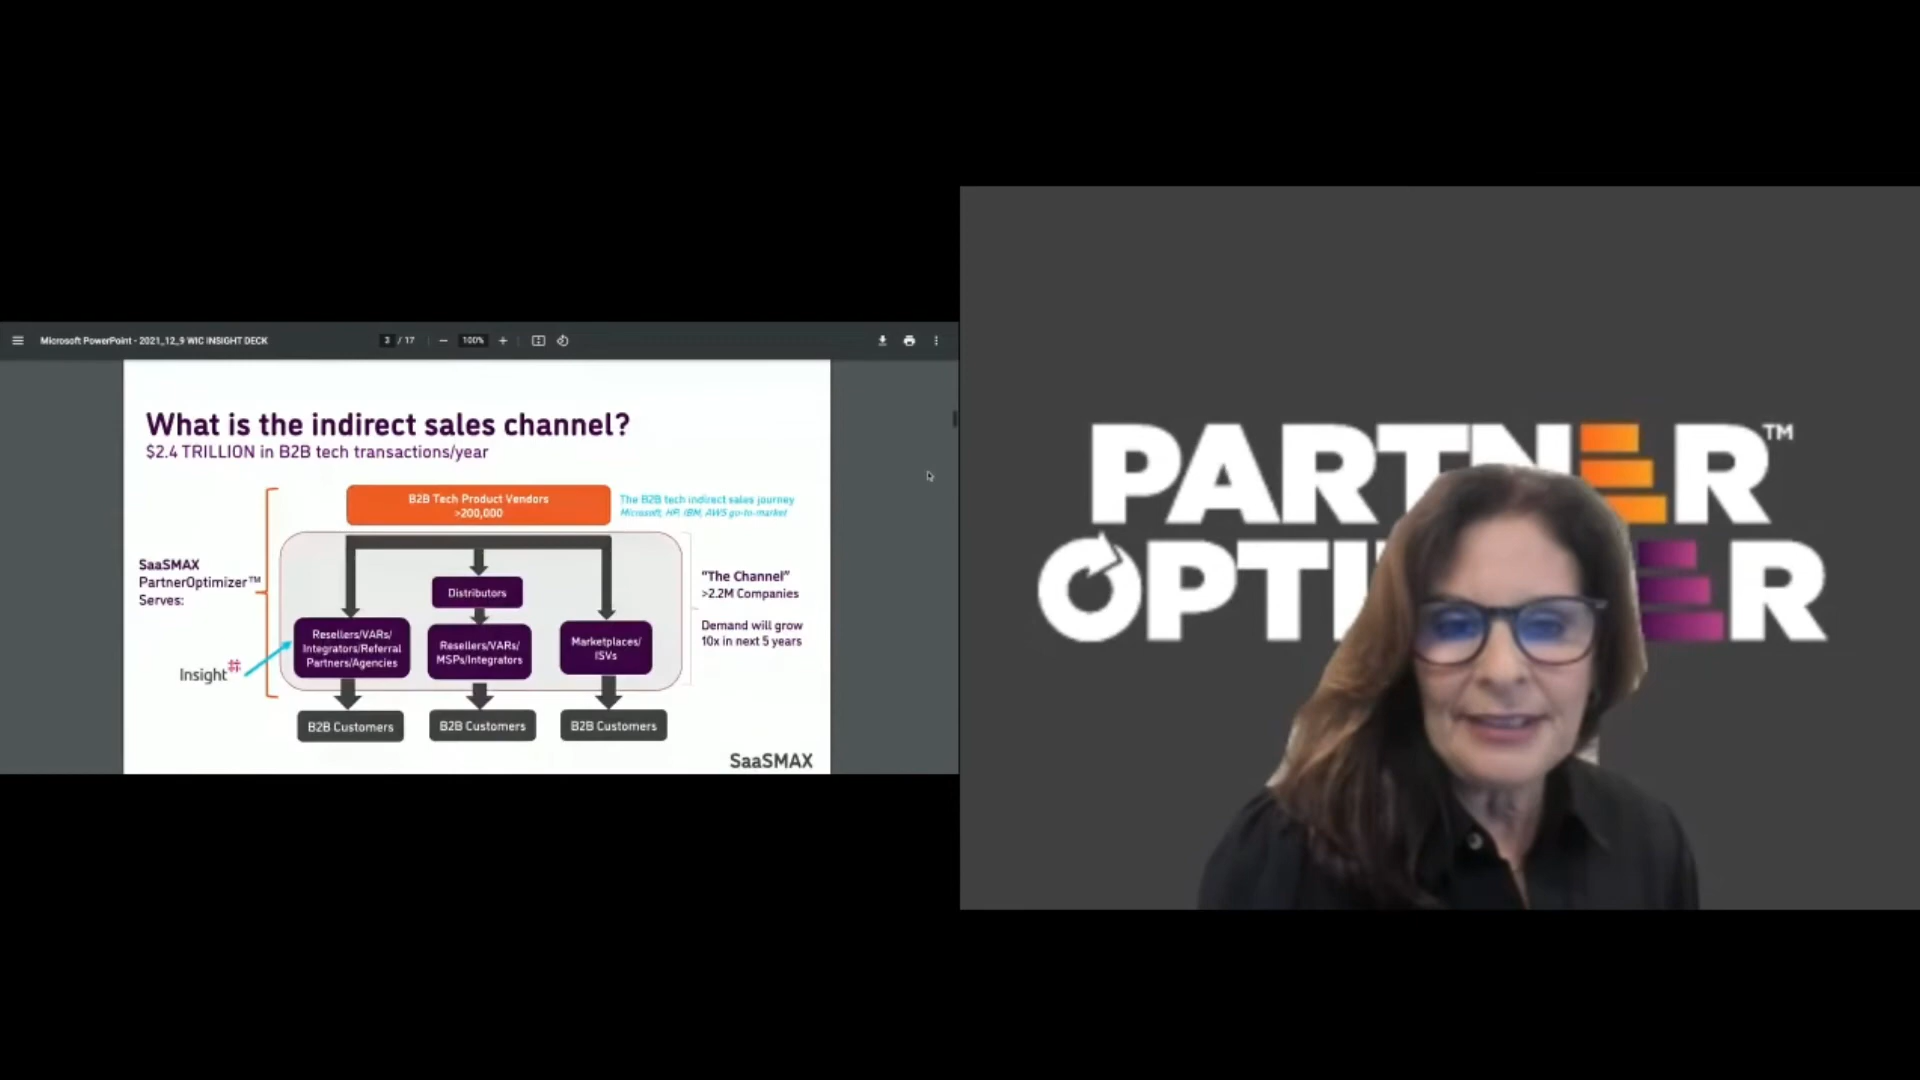 Microsoft PowerPoint - 2021_12_9 WIC INSIGHT DECK
3 / 17
100%
What is the indirect sales channel?
$2.4 TRILLION in B2B tech transactions/year
B2B Tech Product Vendors
>200,000
The B2B tech indirect sales journey
Microsoft, HP, IBM, AWS go-to-market
SaaSMAX
PartnerOptimizer™
Serves:
Insight
Distributors
Resellers/VARs/
Integrators/Referral
Partners/Agencies
Resellers/VARs/
MSPs/Integrators
Marketplaces/
ISVs
"The Channel"
>2.2M Companies
Demand will grow
10x in next 5 years
B2B Customers
B2B Customers
B2B Customers
SaaSMAX
PARTNER™
OPTI
ER